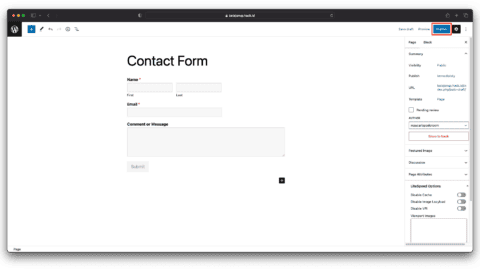 Save draft Preview Publish
Contact Form
Name *
First Last
Email *
Comment or Message
Submit
Page Block
Summary
Visibility Public
Publish Immediately
URL
Template Page
Pending review
AUTHOR
Move to trash
Featured Image
Discussion
Page Attributes
LiteSpeed Options
Disable Cache
Disable Image Lazyload
Disable VPI
Viewport Images
Page